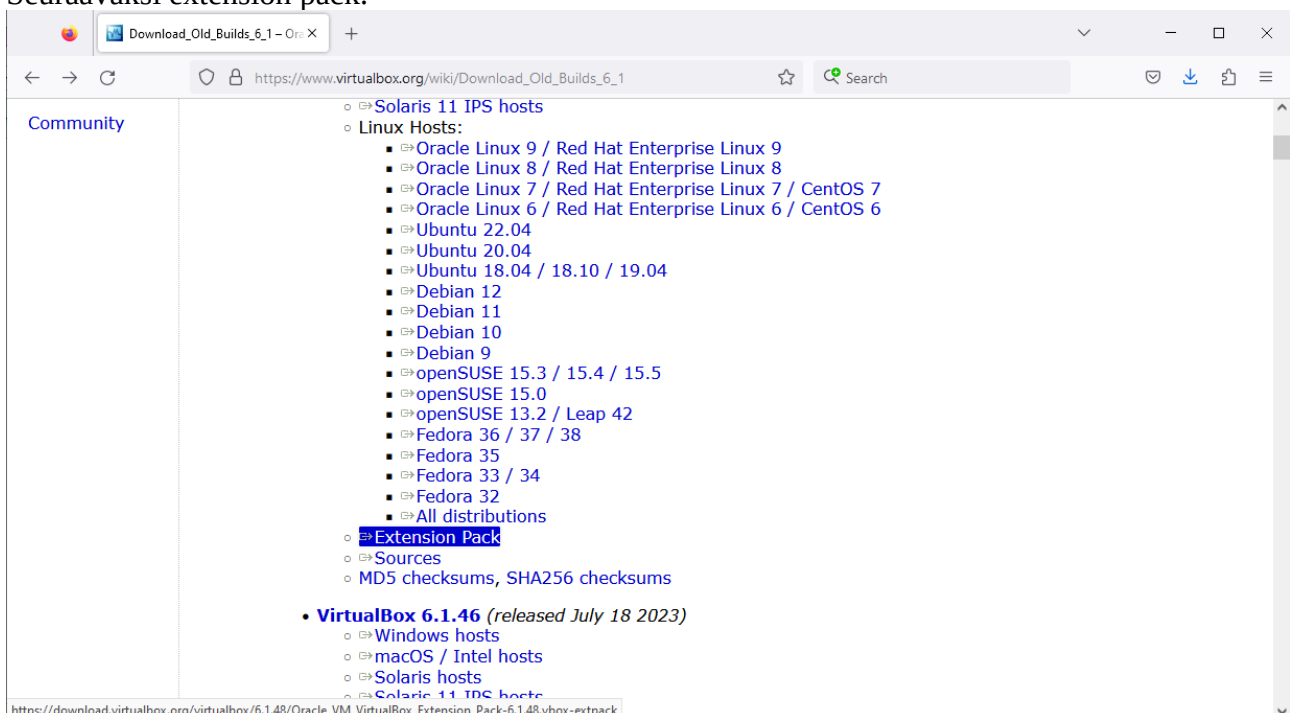 Seuraavaksi extension pack:
Download_Old_Builds_6_1 – Ora
https://www.virtualbox.org/wiki/Download_Old_Builds_6_1
Search
Community
Solaris 11 IPS hosts
Linux Hosts:
Oracle Linux 9 / Red Hat Enterprise Linux 9
Oracle Linux 8 / Red Hat Enterprise Linux 8
Oracle Linux 7 / Red Hat Enterprise Linux 7 / CentOS 7
Oracle Linux 6 / Red Hat Enterprise Linux 6 / CentOS 6
Ubuntu 22.04
Ubuntu 20.04
Ubuntu 18.04 / 18.10 / 19.04
Debian 12
Debian 11
Debian 10
Debian 9
openSUSE 15.3 / 15.4 / 15.5
openSUSE 15.0
openSUSE 13.2 / Leap 42
Fedora 36 / 37 / 38
Fedora 35
Fedora 33 / 34
Fedora 32
All distributions
Extension Pack
Sources
MD5 checksums, SHA256 checksums
VirtualBox 6.1.46 (released July 18 2023)
Windows hosts
macOS / Intel hosts
Solaris hosts
Solaris 11 IPS hosts
https://download.virtualbox.org/virtualbox/6.1.48/Oracle_VM_VirtualBox_Extension_Pack-6.1.48.vbox-extpack